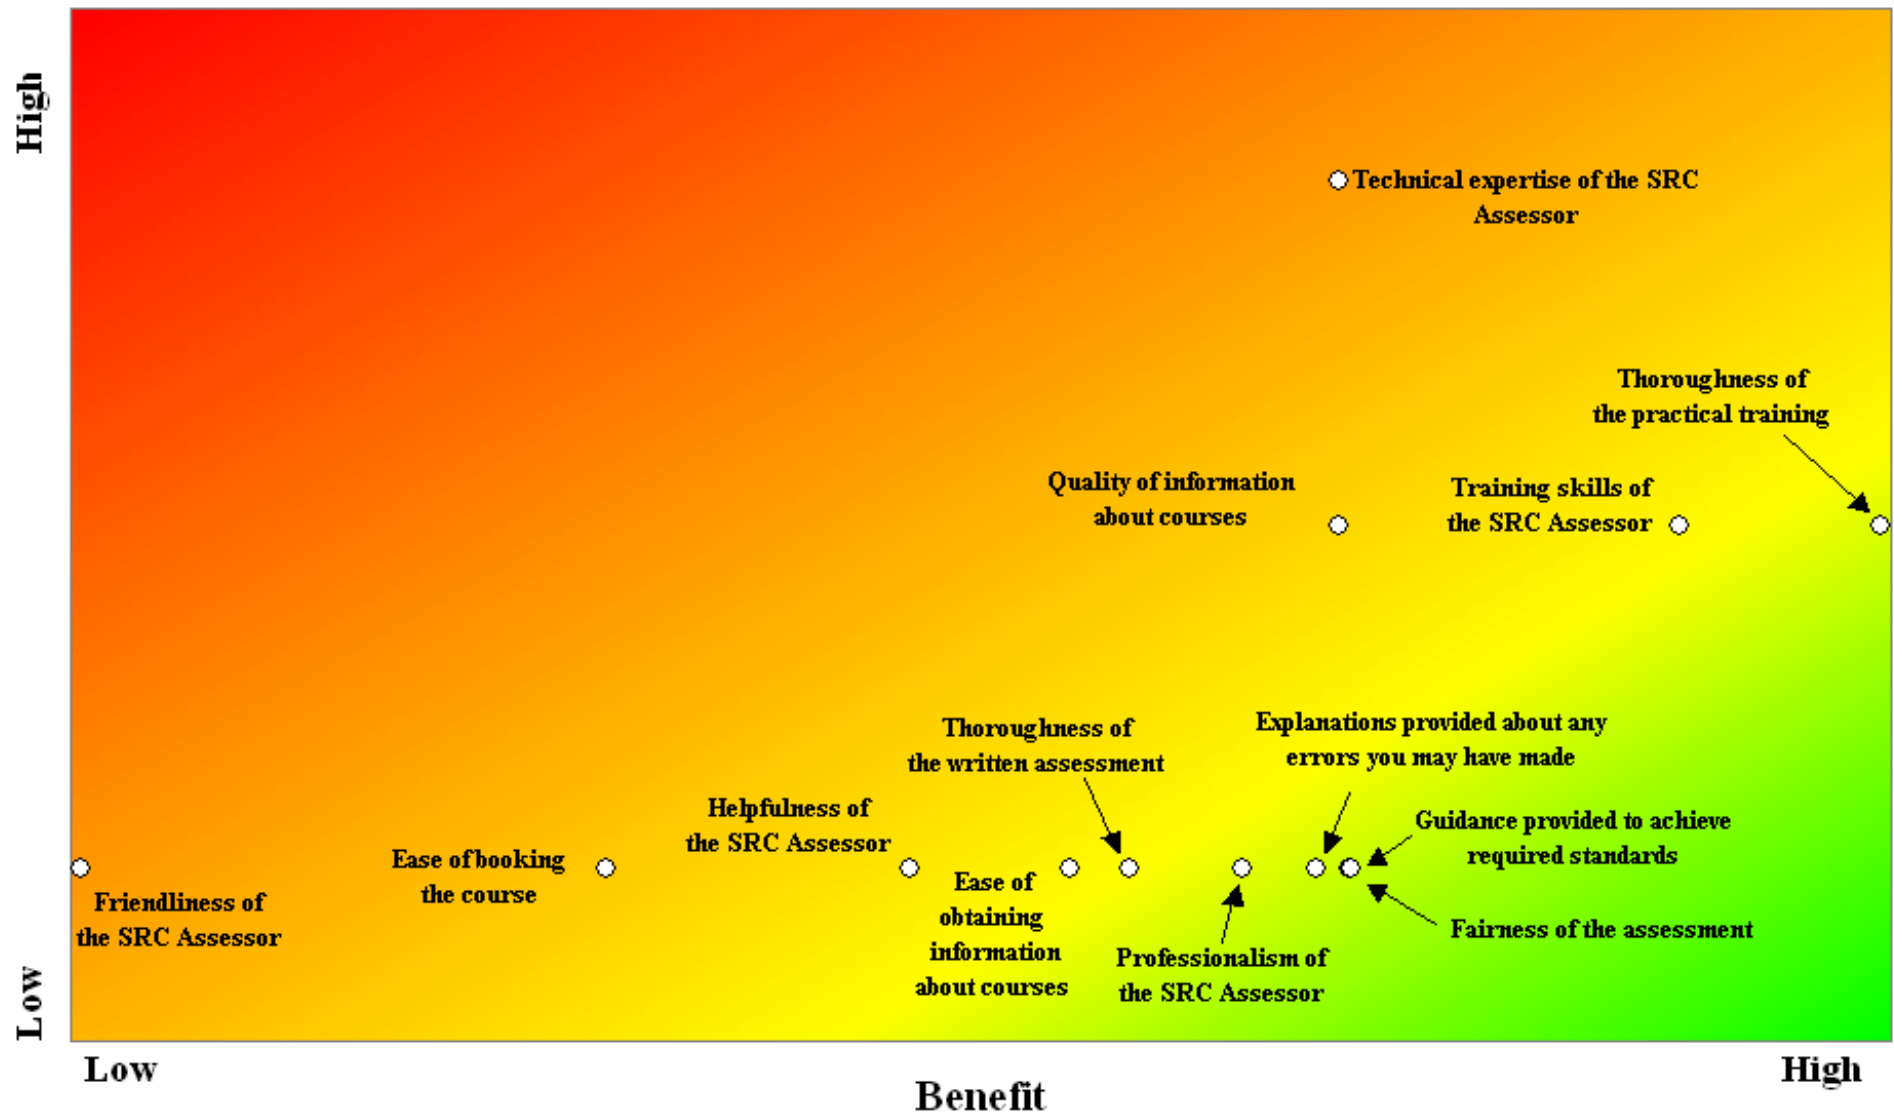 High
Technical expertise of the SRC
Assessor
Thoroughness of
the practical training
Quality of information
about courses
Training skills of
the SRC Assessor
Thoroughness of
the written assessment
Explanations provided about any
errors you may have made
Helpfulness of
the SRC Assessor
Guidance provided to achieve
required standards
Ease of booking
the course
Ease of
obtaining
information
about courses
Friendliness of
the SRC Assessor
Fairness of the assessment
Professionalism of
the SRC Assessor
Low
Low
High
Benefit